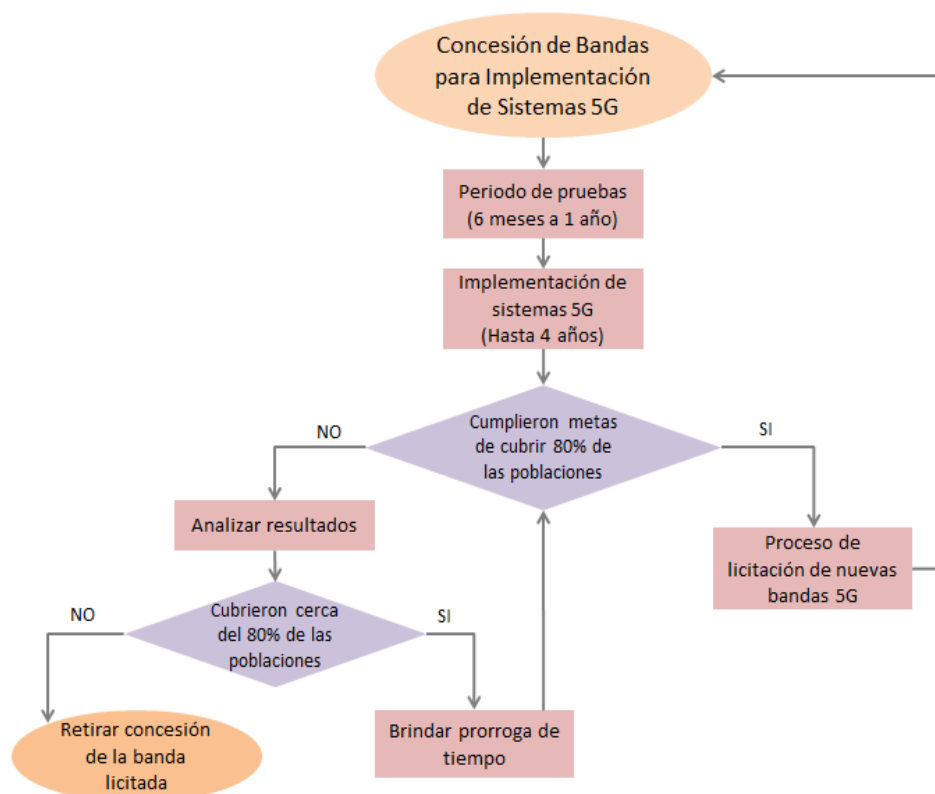 Concesión de Bandas
para Implementación
de Sistemas 5G
Periodo de pruebas
(6 meses a 1 año)
Implementación de
sistemas 5G
(Hasta 4 años)
Cumplieron metas
de cubrir 80% de
las poblaciones
NO
SI
Analizar resultados
Proceso de
licitación de nuevas
bandas 5G
Cubrieron cerca
del 80% de las
poblaciones
NO
SI
Retirar concesión
de la banda
licitada
Brindar prorroga de
tiempo